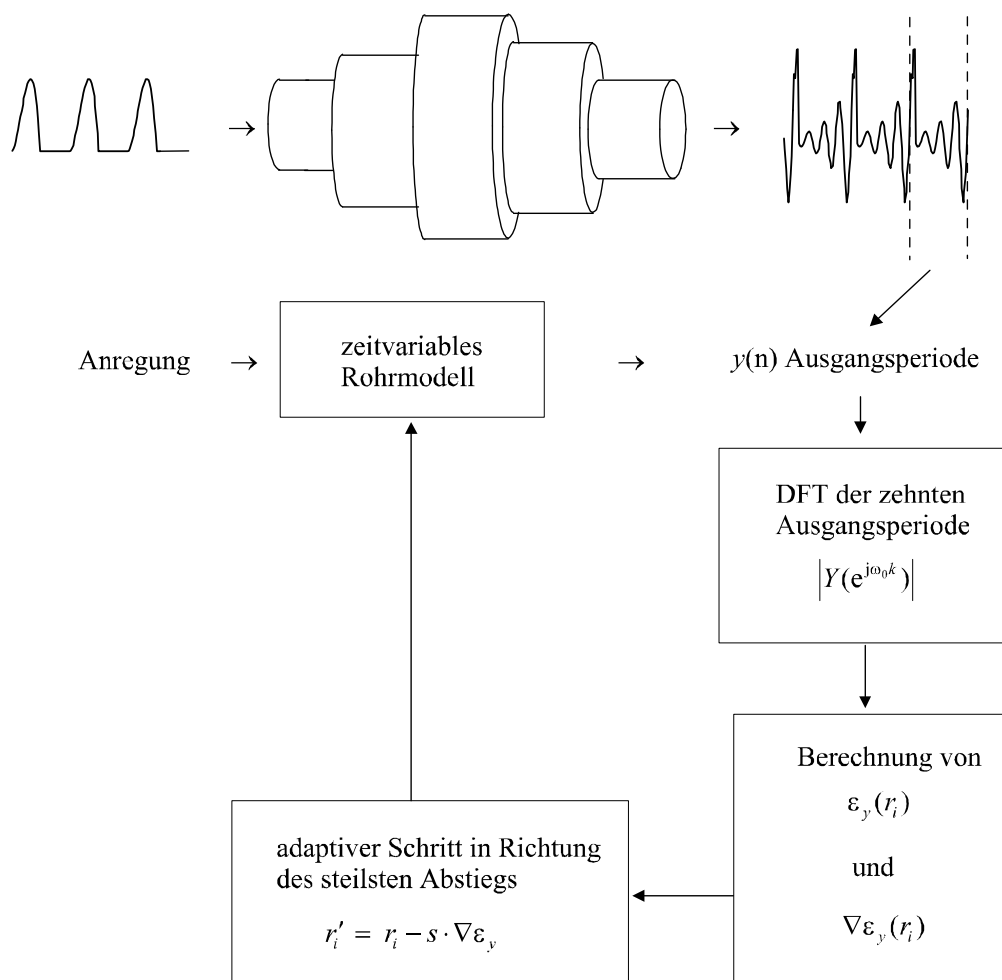 →
→
Anregung → zeitvariables → y(n) Ausgangsperiode
Rohrmodell
DFT der zehnten
Ausgangsperiode
|Y(e^{jω₀k})|
Berechnung von
ε_y(r_i)
und
∇ε_y(r_i)
adaptiver Schritt in Richtung
des steilsten Abstiegs
r_i′ = r_i − s · ∇ε_y